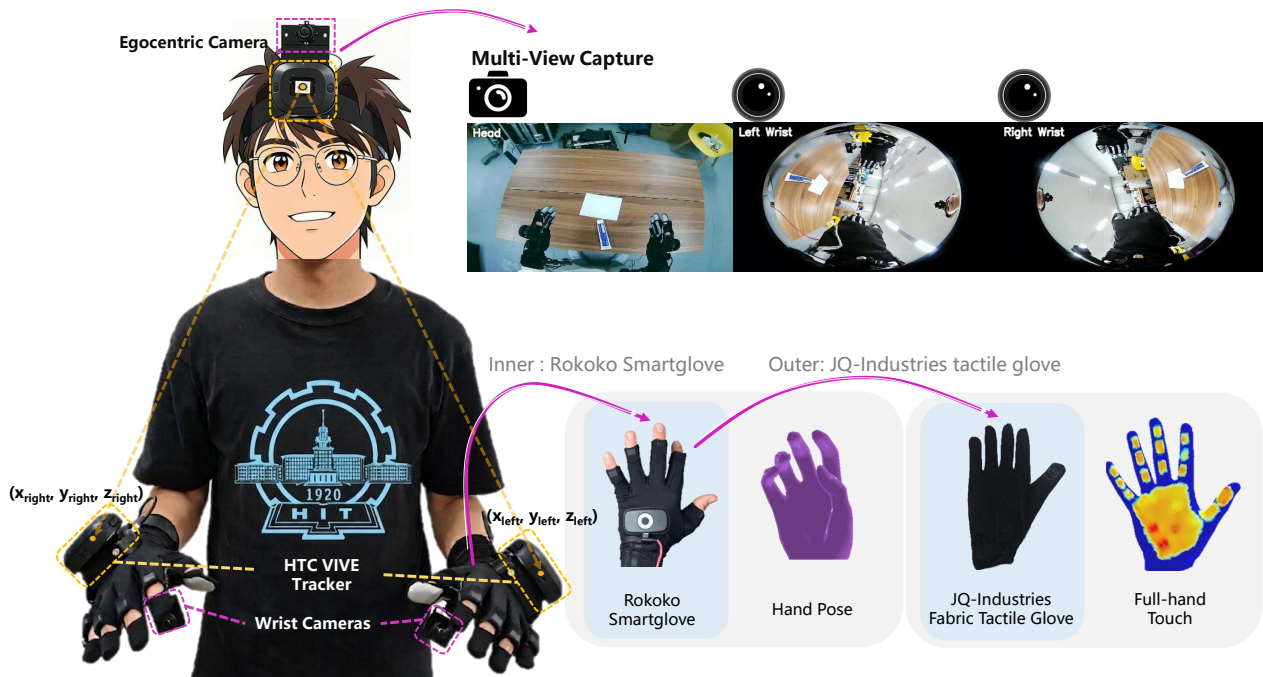 Egocentric Camera
Multi-View Capture
Head
Left Wrist
Right Wrist
Inner : Rokoko Smartglove
Outer: JQ-Industries tactile glove
(xright, yright, zright)
(xleft, yleft, zleft)
1920
HIT
HTC VIVE
Tracker
Wrist Cameras
Rokoko
Smartglove
Hand Pose
JQ-Industries
Fabric Tactile Glove
Full-hand
Touch